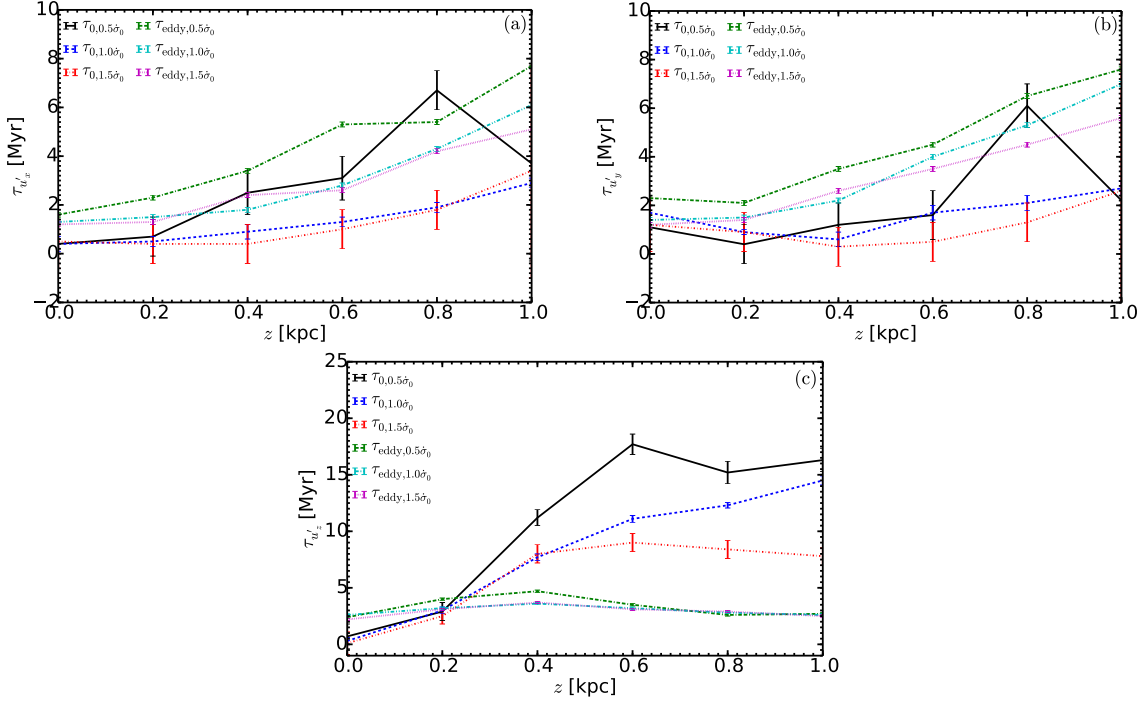 (a)
τ0,0.5σ̇0 τeddy,0.5σ̇0
τ0,1.0σ̇0 τeddy,1.0σ̇0
τ0,1.5σ̇0 τeddy,1.5σ̇0
10
8
6
4
2
0
−2
τu′x [Myr]
0.0 0.2 0.4 0.6 0.8 1.0
z [kpc]
(b)
τ0,0.5σ̇0 τeddy,0.5σ̇0
τ0,1.0σ̇0 τeddy,1.0σ̇0
τ0,1.5σ̇0 τeddy,1.5σ̇0
10
8
6
4
2
0
−2
τu′y [Myr]
0.0 0.2 0.4 0.6 0.8 1.0
z [kpc]
(c)
τ0,0.5σ̇0
τ0,1.0σ̇0
τ0,1.5σ̇0
τeddy,0.5σ̇0
τeddy,1.0σ̇0
τeddy,1.5σ̇0
25
20
15
10
5
0
τu′z [Myr]
0.0 0.2 0.4 0.6 0.8 1.0
z [kpc]